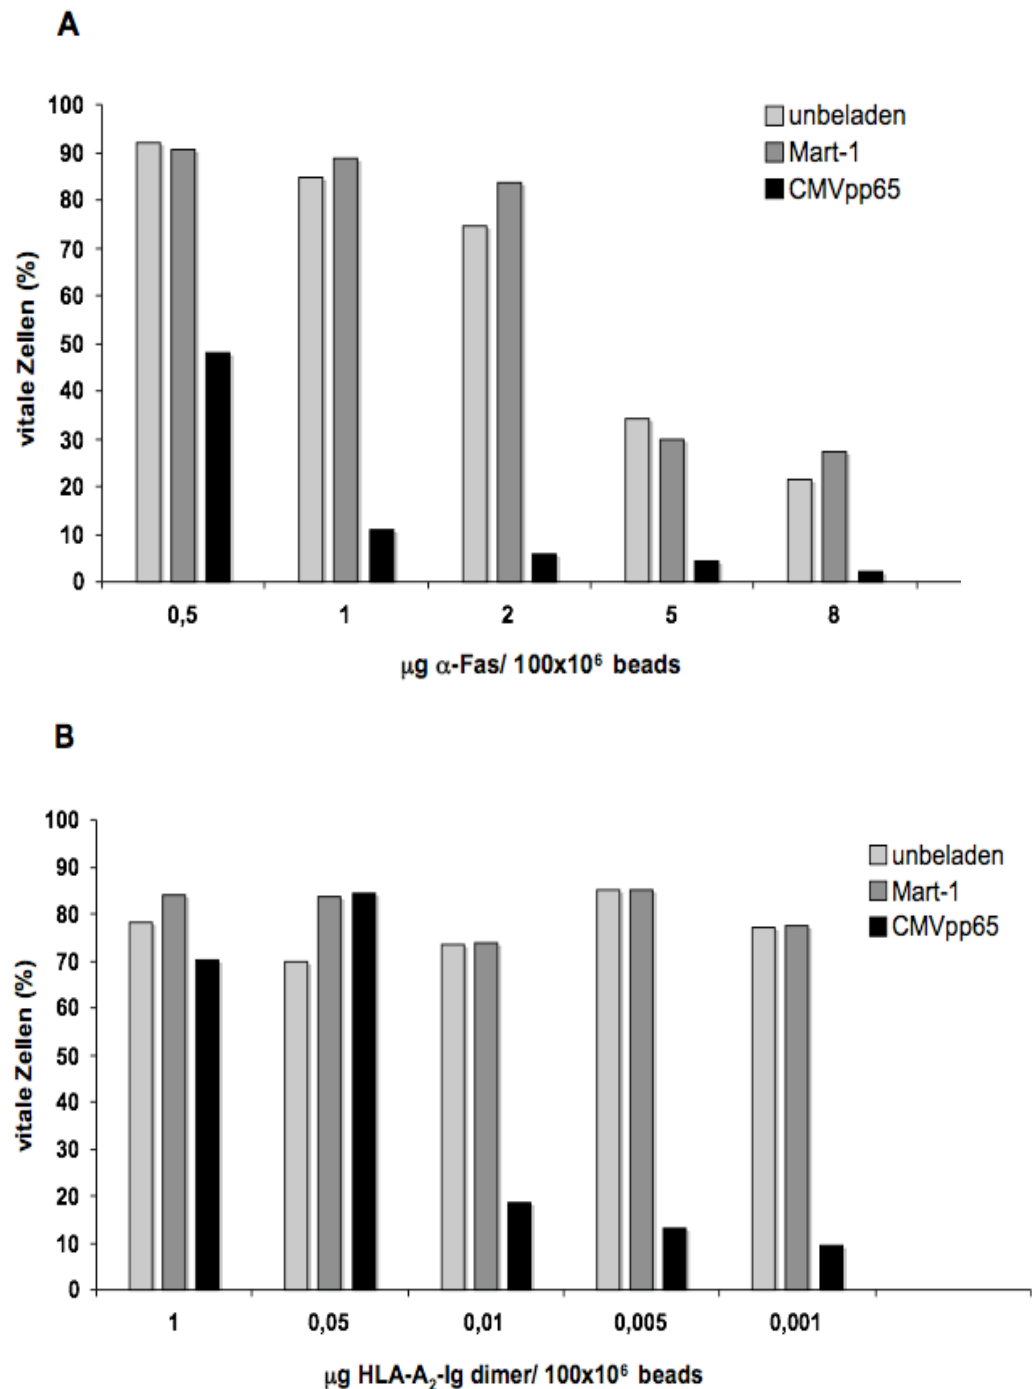 A
100
90
80
70
60
50
40
30
20
10
0
vitale Zellen (%)
unbeladen
Mart-1
CMVpp65
0,5 1 2 5 8
µg α-Fas/ 100x10⁶ beads
B
100
90
80
70
60
50
40
30
20
10
0
vitale Zellen (%)
unbeladen
Mart-1
CMVpp65
1 0,05 0,01 0,005 0,001
µg HLA-A₂-Ig dimer/ 100x10⁶ beads